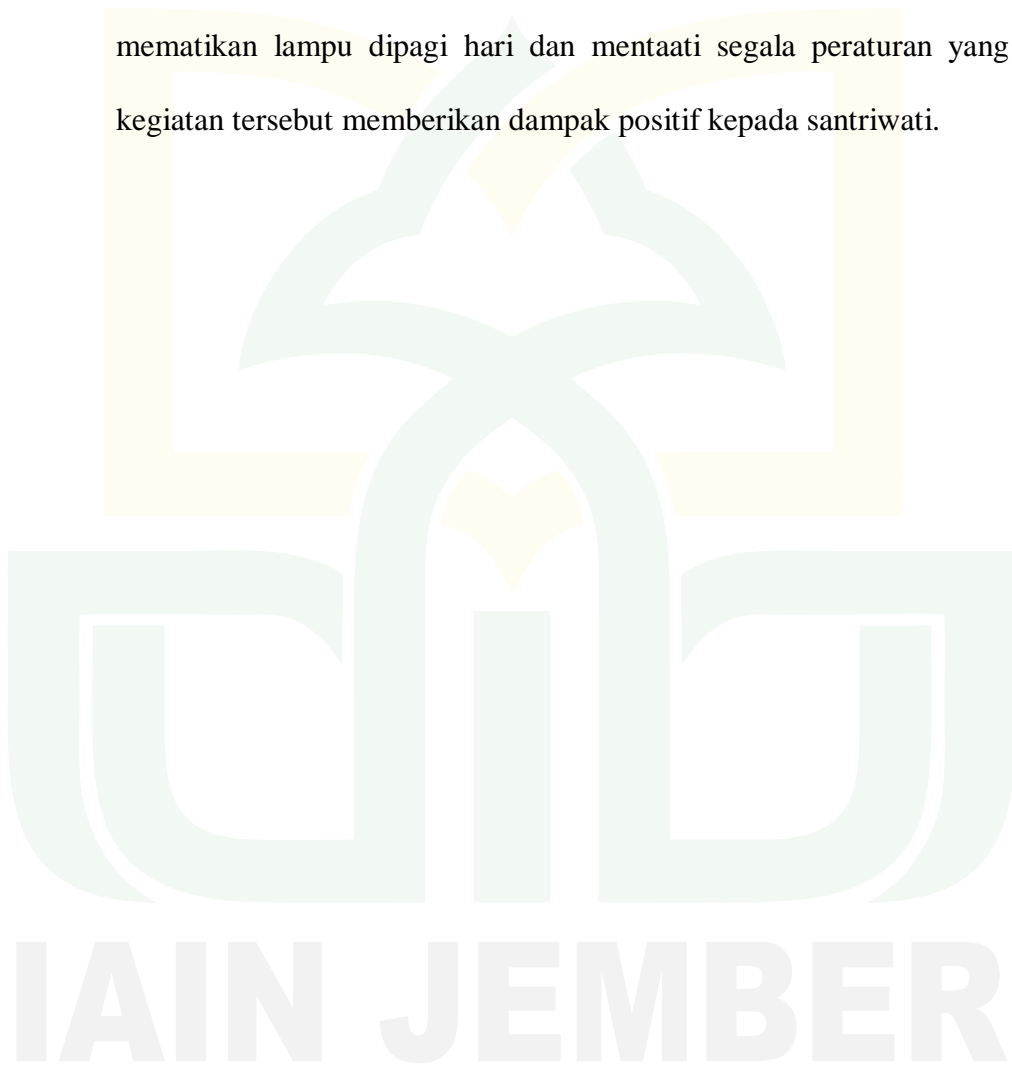 mematikan lampu dipagi hari dan mentaati segala peraturan yang
kegiatan tersebut memberikan dampak positif kepada santriwati.
IAIN JEMBER